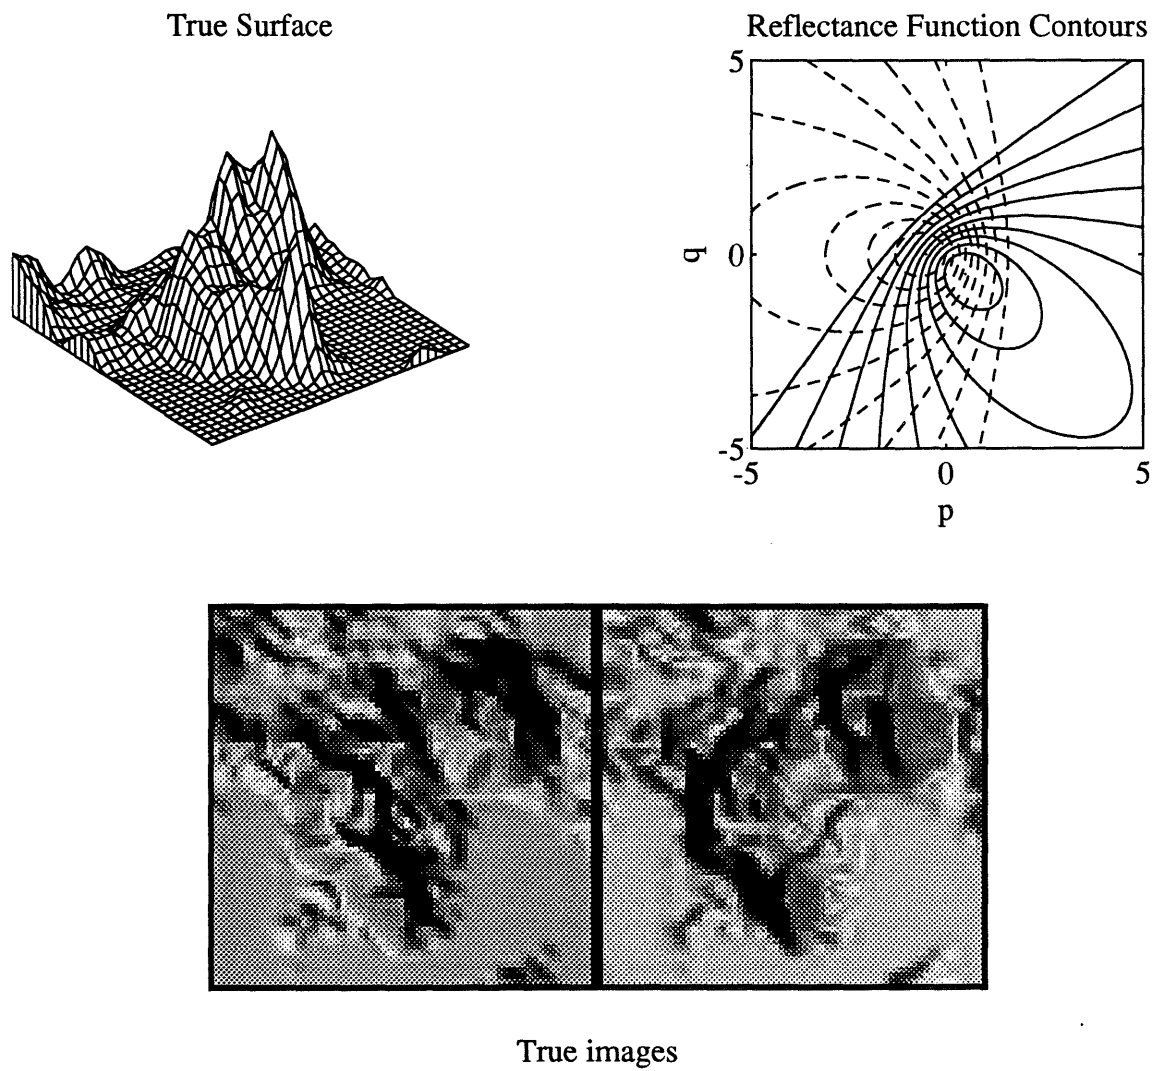 True Surface
Reflectance Function Contours
5
q
0
-5
-5 0 5
p
True images